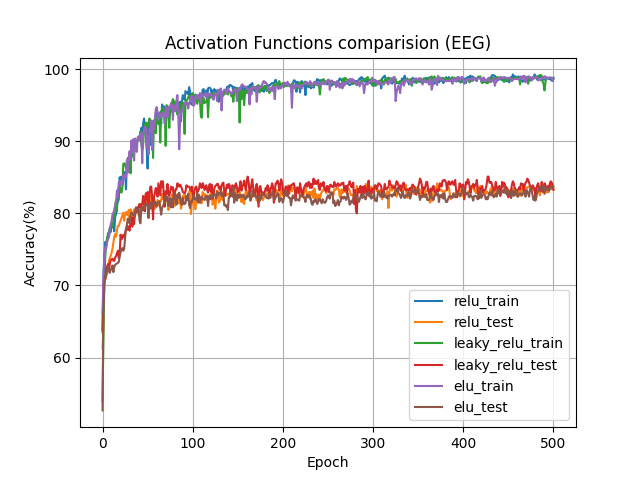 Activation Functions comparision (EEG)
Accuracy(%)
100
90
80
70
60
0
100
200
300
400
500
Epoch
relu_train
relu_test
leaky_relu_train
leaky_relu_test
elu_train
elu_test